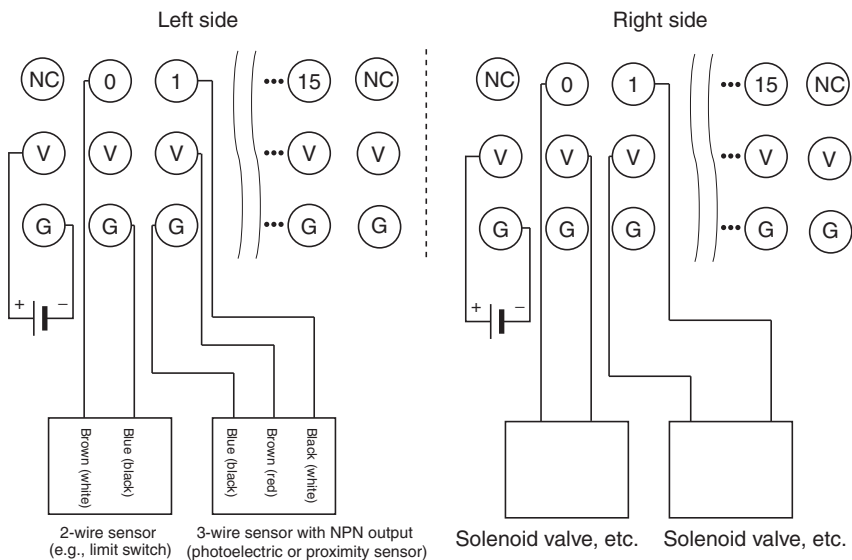 Left side
Right side
NC 0 1 ••• 15 NC
V V V ••• V V
G G G ••• G G
+ −
Brown (white)
Blue (black)
Blue (black)
Brown (red)
Black (white)
2-wire sensor
(e.g., limit switch)
3-wire sensor with NPN output
(photoelectric or proximity sensor)
NC 0 1 ••• 15 NC
V V V ••• V V
G G G ••• G G
+ −
Solenoid valve, etc.
Solenoid valve, etc.